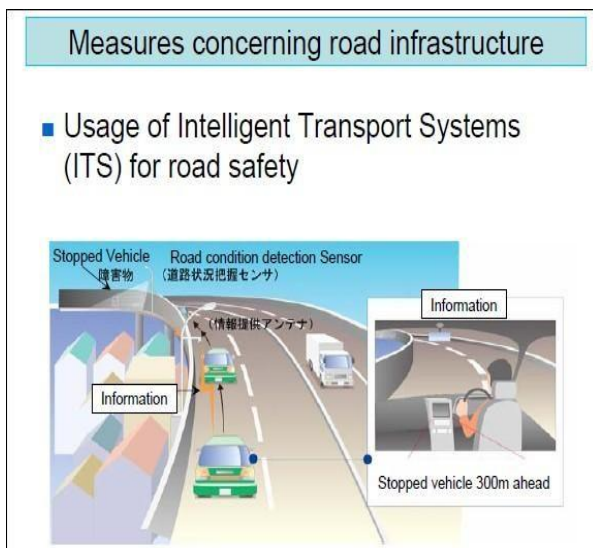 Measures concerning road infrastructure
Usage of Intelligent Transport Systems
(ITS) for road safety
Stopped Vehicle
障害物
Road condition detection Sensor
(道路状況把握センサ)
(情報提供アンテナ)
Information
Information
Stopped vehicle 300m ahead